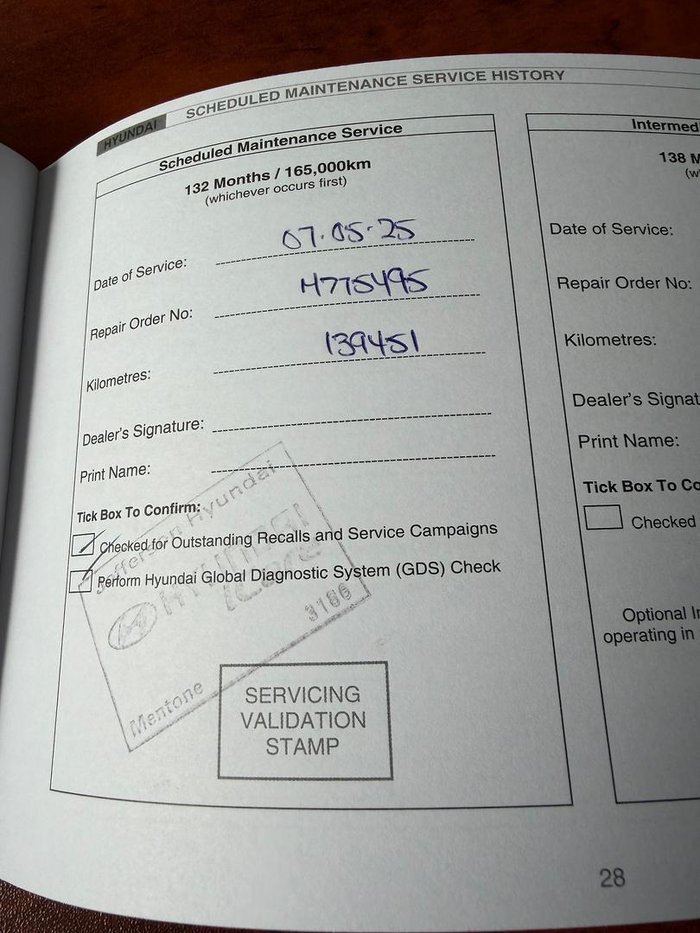 HYUNDAI SCHEDULED MAINTENANCE SERVICE HISTORY
Scheduled Maintenance Service
132 Months / 165,000km
(whichever occurs first)
Date of Service: 07.05.25
Repair Order No: H775495
Kilometres: 139451
Dealer's Signature:
Print Name:
Tick Box To Confirm:
Checked for Outstanding Recalls and Service Campaigns
Perform Hyundai Global Diagnostic System (GDS) Check
Jefferson Hyundai
HYUNDAI
iCare
Mentone 3186
SERVICING
VALIDATION
STAMP
Intermed
138 M
(w
Date of Service:
Repair Order No:
Kilometres:
Dealer's Signat
Print Name:
Tick Box To Co
Checked
Optional In
operating in
28